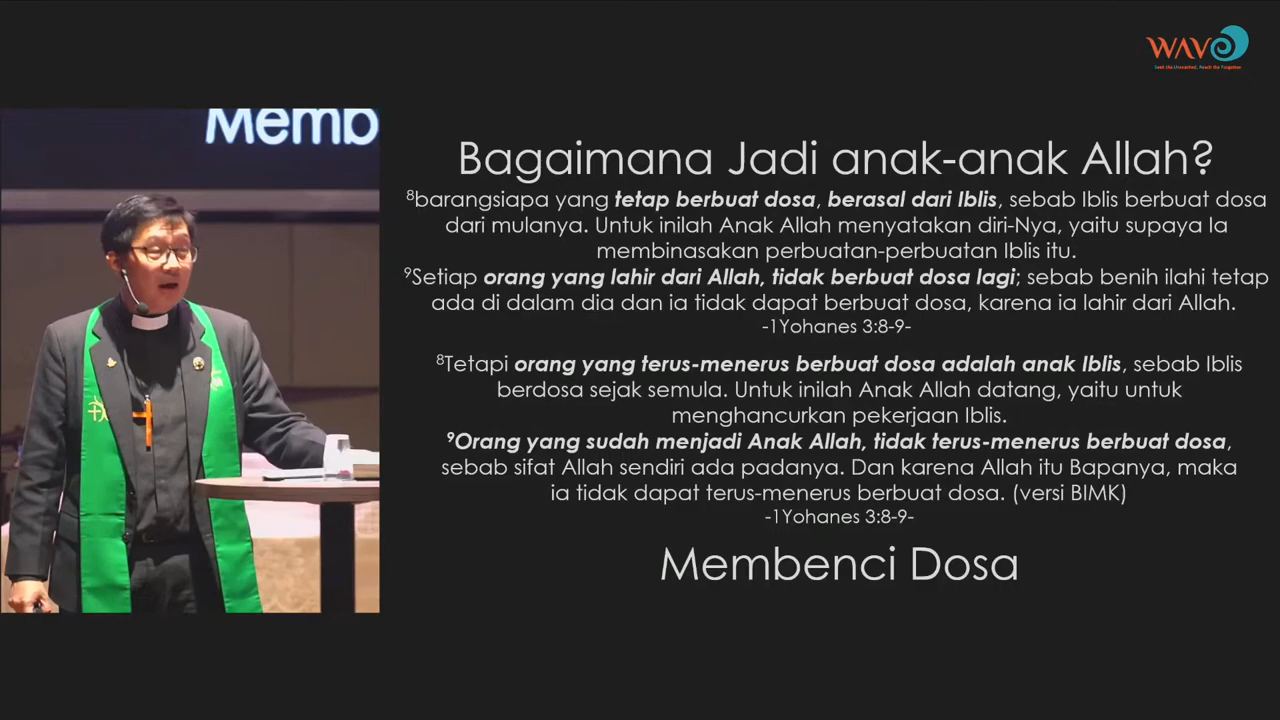 WAVE
Seek the Unreached, Reach the Forgotten
Memb
Bagaimana Jadi anak-anak Allah?
⁸barangsiapa yang tetap berbuat dosa, berasal dari Iblis, sebab Iblis berbuat dosa
dari mulanya. Untuk inilah Anak Allah menyatakan diri-Nya, yaitu supaya Ia
membinasakan perbuatan-perbuatan Iblis itu.
⁹Setiap orang yang lahir dari Allah, tidak berbuat dosa lagi; sebab benih ilahi tetap
ada di dalam dia dan ia tidak dapat berbuat dosa, karena ia lahir dari Allah.
-1Yohanes 3:8-9-
⁸Tetapi orang yang terus-menerus berbuat dosa adalah anak Iblis, sebab Iblis
berdosa sejak semula. Untuk inilah Anak Allah datang, yaitu untuk
menghancurkan pekerjaan Iblis.
⁹Orang yang sudah menjadi Anak Allah, tidak terus-menerus berbuat dosa,
sebab sifat Allah sendiri ada padanya. Dan karena Allah itu Bapanya, maka
ia tidak dapat terus-menerus berbuat dosa. (versi BIMK)
-1Yohanes 3:8-9-
Membenci Dosa